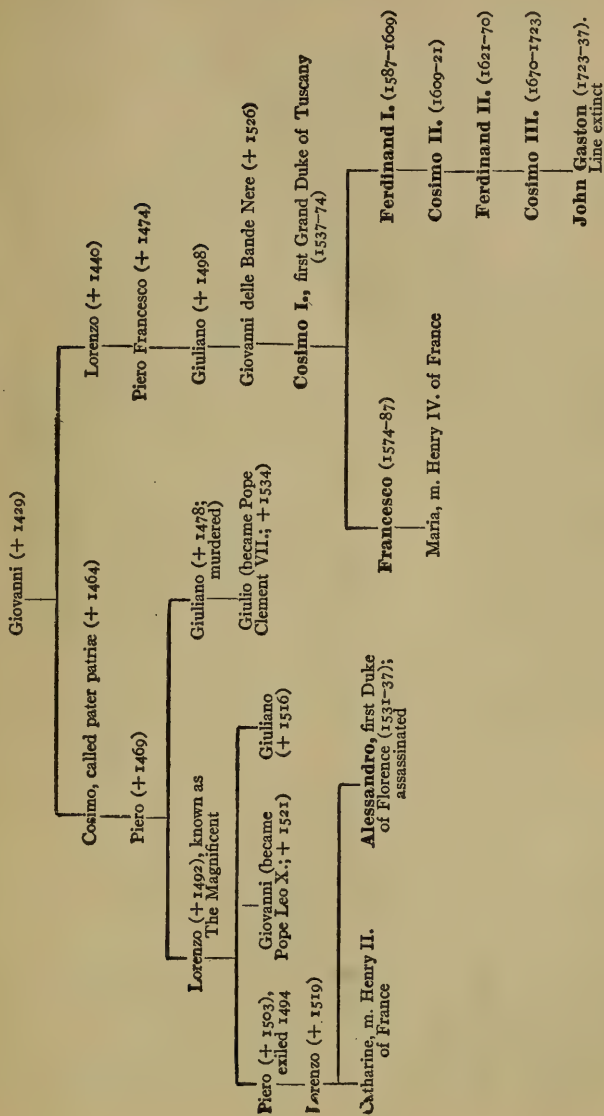 Giovanni (+ 1429)
Cosimo, called pater patriæ (+ 1464)
Lorenzo (+ 1440)
Piero (+ 1469)
Piero Francesco (+ 1474)
Lorenzo (+ 1492), known as
The Magnificent
Giuliano (+ 1478;
murdered)
Giuliano (+ 1498)
Piero (+ 1503),
exiled 1494
Giovanni (became
Pope Leo X.; + 1521)
Giuliano
(+ 1516)
Giulio (became Pope
Clement VII.; + 1534)
Giovanni delle Bande Nere (+ 1526)
Lorenzo (+ 1519)
Cosimo I., first Grand Duke of Tuscany
(1537-74)
Catharine, m. Henry II.
of France
Alessandro, first Duke
of Florence (1531-37);
assassinated
Francesco (1574-87)
Ferdinand I. (1587-1609)
Maria, m. Henry IV. of France
Cosimo II. (1609-21)
Ferdinand II. (1621-70)
Cosimo III. (1670-1723)
John Gaston (1723-37).
Line extinct